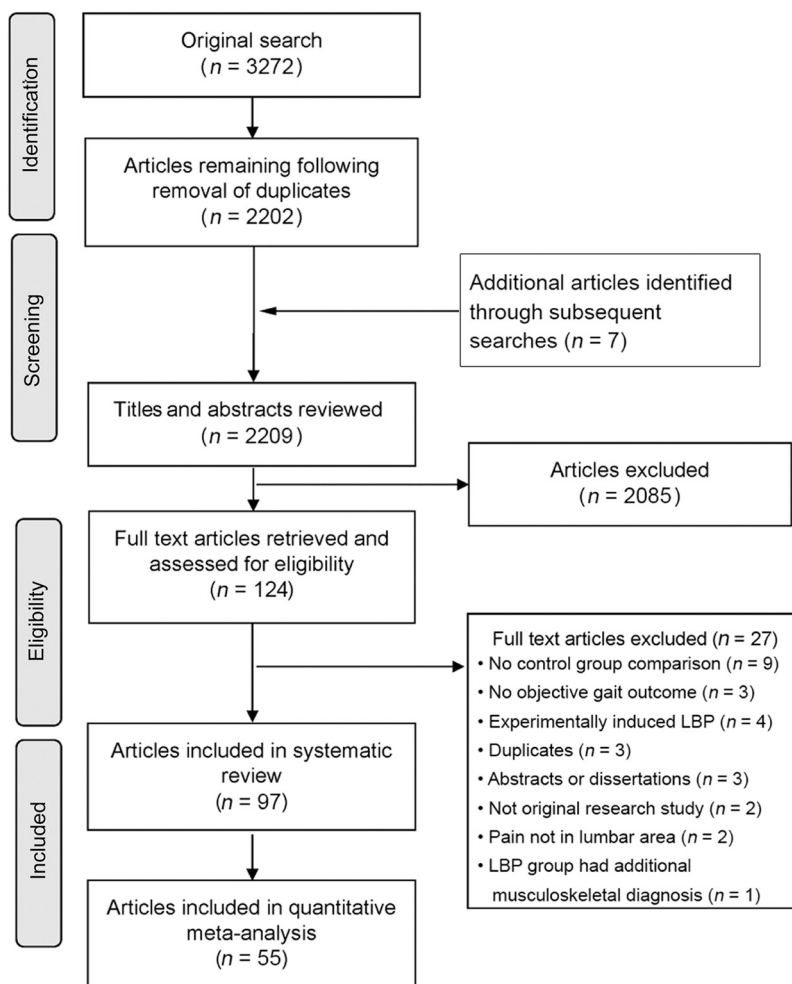 Identification
Original search
(n = 3272)
Articles remaining following
removal of duplicates
(n = 2202)
Screening
Additional articles identified
through subsequent
searches (n = 7)
Titles and abstracts reviewed
(n = 2209)
Articles excluded
(n = 2085)
Eligibility
Full text articles retrieved and
assessed for eligibility
(n = 124)
Full text articles excluded (n = 27)
• No control group comparison (n = 9)
• No objective gait outcome (n = 3)
• Experimentally induced LBP (n = 4)
• Duplicates (n = 3)
• Abstracts or dissertations (n = 3)
• Not original research study (n = 2)
• Pain not in lumbar area (n = 2)
• LBP group had additional
musculoskeletal diagnosis (n = 1)
Included
Articles included in systematic
review
(n = 97)
Articles included in quantitative
meta-analysis
(n = 55)